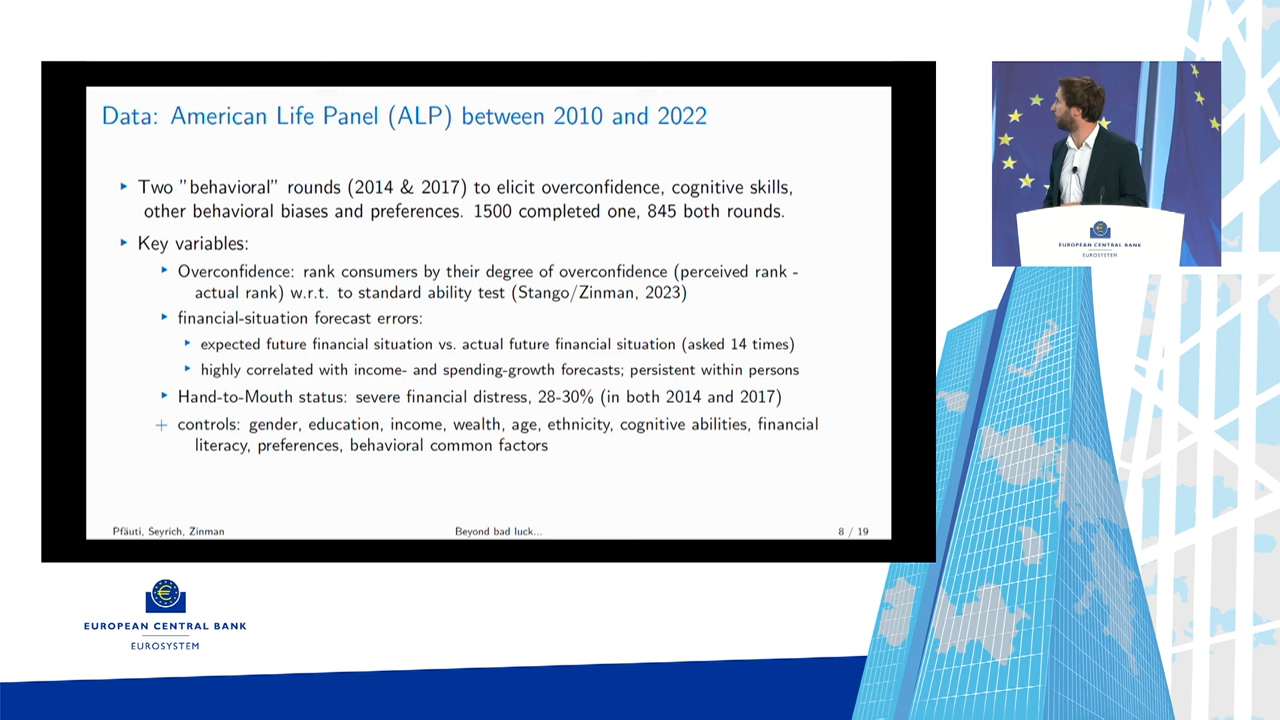 Data: American Life Panel (ALP) between 2010 and 2022
Two "behavioral" rounds (2014 & 2017) to elicit overconfidence, cognitive skills,
other behavioral biases and preferences. 1500 completed one, 845 both rounds.
Key variables:
Overconfidence: rank consumers by their degree of overconfidence (perceived rank -
actual rank) w.r.t. to standard ability test (Stango/Zinman, 2023)
financial-situation forecast errors:
expected future financial situation vs. actual future financial situation (asked 14 times)
highly correlated with income- and spending-growth forecasts; persistent within persons
Hand-to-Mouth status: severe financial distress, 28-30% (in both 2014 and 2017)
+ controls: gender, education, income, wealth, age, ethnicity, cognitive abilities, financial
literacy, preferences, behavioral common factors
Pfäuti, Seyrich, Zinman
Beyond bad luck...
8 / 19
EUROPEAN CENTRAL BANK
EUROSYSTEM
EUROPEAN CENTRAL BANK
EUROSYSTEM